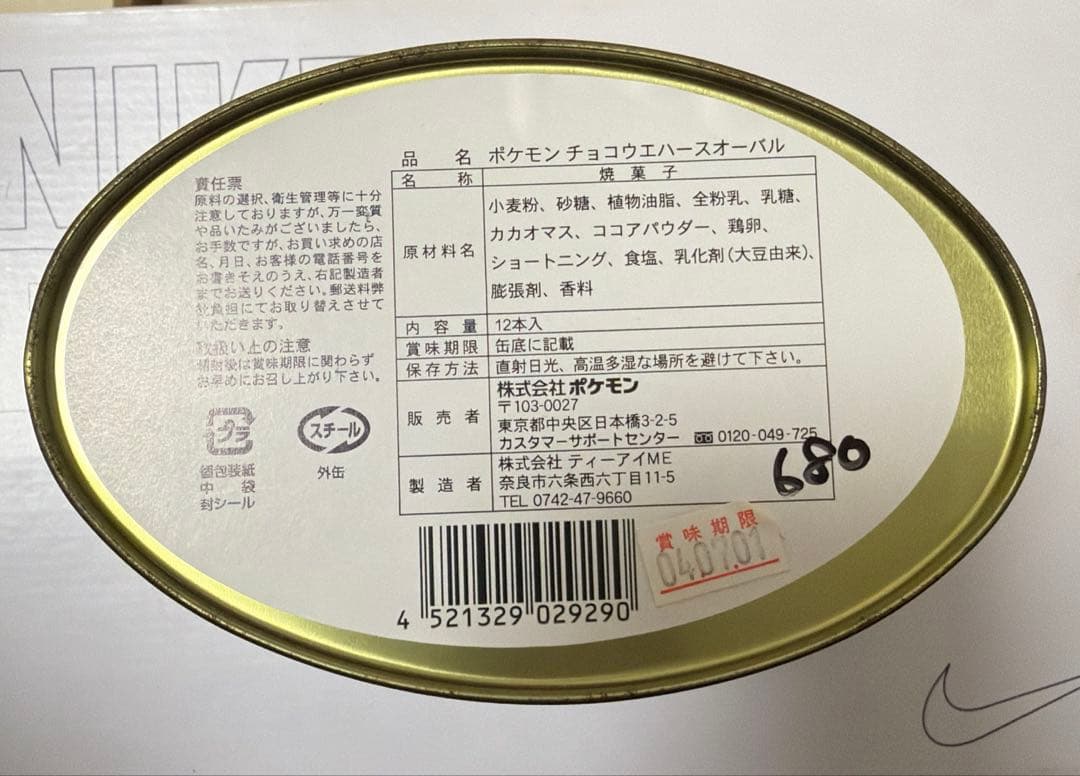 NIKE
品名 ポケモン チョコウエハースオーバル
名称 焼菓子
原材料名 小麦粉、砂糖、植物油脂、全粉乳、乳糖、
カカオマス、ココアパウダー、鶏卵、
ショートニング、食塩、乳化剤(大豆由来)、
膨張剤、香料
内容量 12本入
賞味期限 缶底に記載
保存方法 直射日光、高温多湿な場所を避けて下さい。
販売者 株式会社ポケモン
〒103-0027
東京都中央区日本橋3-2-5
カスタマーサポートセンター 0120-049-725
製造者 株式会社 ティーアイME
奈良市六条西六丁目11-5
TEL 0742-47-9660
責任票
原料の選択、衛生管理等に十分
注意しておりますが、万一変質
や品いたみがございましたら、
お手数ですが、お買い求めの店
名、月日、お客様の電話番号を
お書きそえのうえ、右記製造者
までお送りください。郵送料弊
社負担にてお取り替えさせて
いただきます。
取扱い上の注意
開封後は賞味期限に関わらず
お早めにお召し上がり下さい。
プラ
個包装紙
中袋
封シール
スチール
外缶
680
賞味期限
040701
4 521329 029290